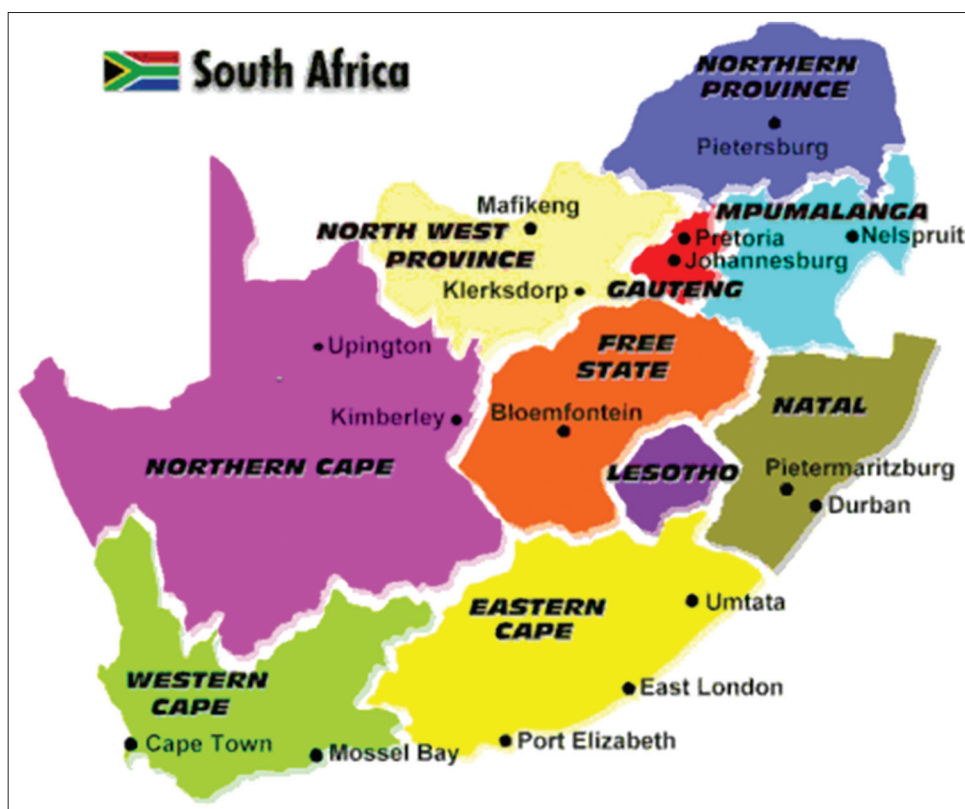 South Africa
NORTHERN
PROVINCE
Pietersburg
MPUMALANGA
Nelspruit
Mafikeng
NORTH WEST
PROVINCE
Klerksdorp
Pretoria
Johannesburg
GAUTENG
Upington
Kimberley
NORTHERN CAPE
FREE
STATE
Bloemfontein
LESOTHO
NATAL
Pietermaritzburg
Durban
EASTERN
CAPE
Umtata
East London
Port Elizabeth
WESTERN
CAPE
Cape Town
Mossel Bay